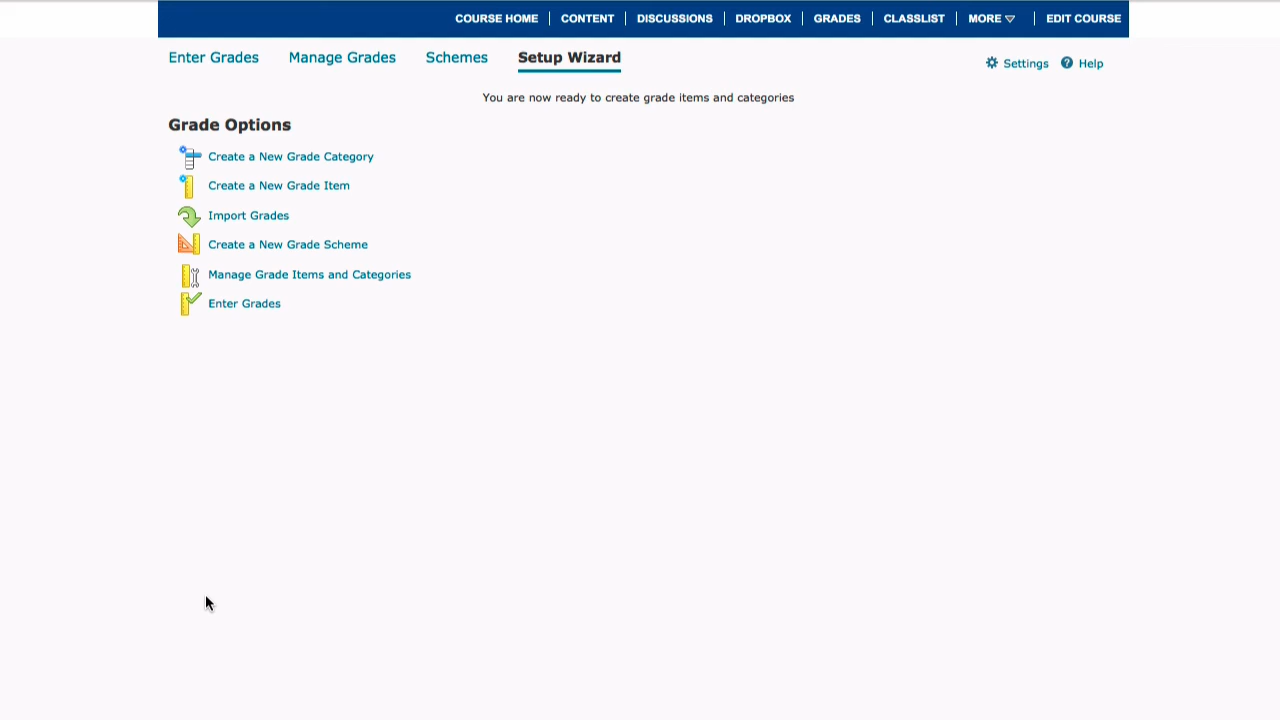 COURSE HOME CONTENT DISCUSSIONS DROPBOX GRADES CLASSLIST MORE EDIT COURSE
Enter Grades Manage Grades Schemes Setup Wizard Settings Help
You are now ready to create grade items and categories
Grade Options
Create a New Grade Category
Create a New Grade Item
Import Grades
Create a New Grade Scheme
Manage Grade Items and Categories
Enter Grades